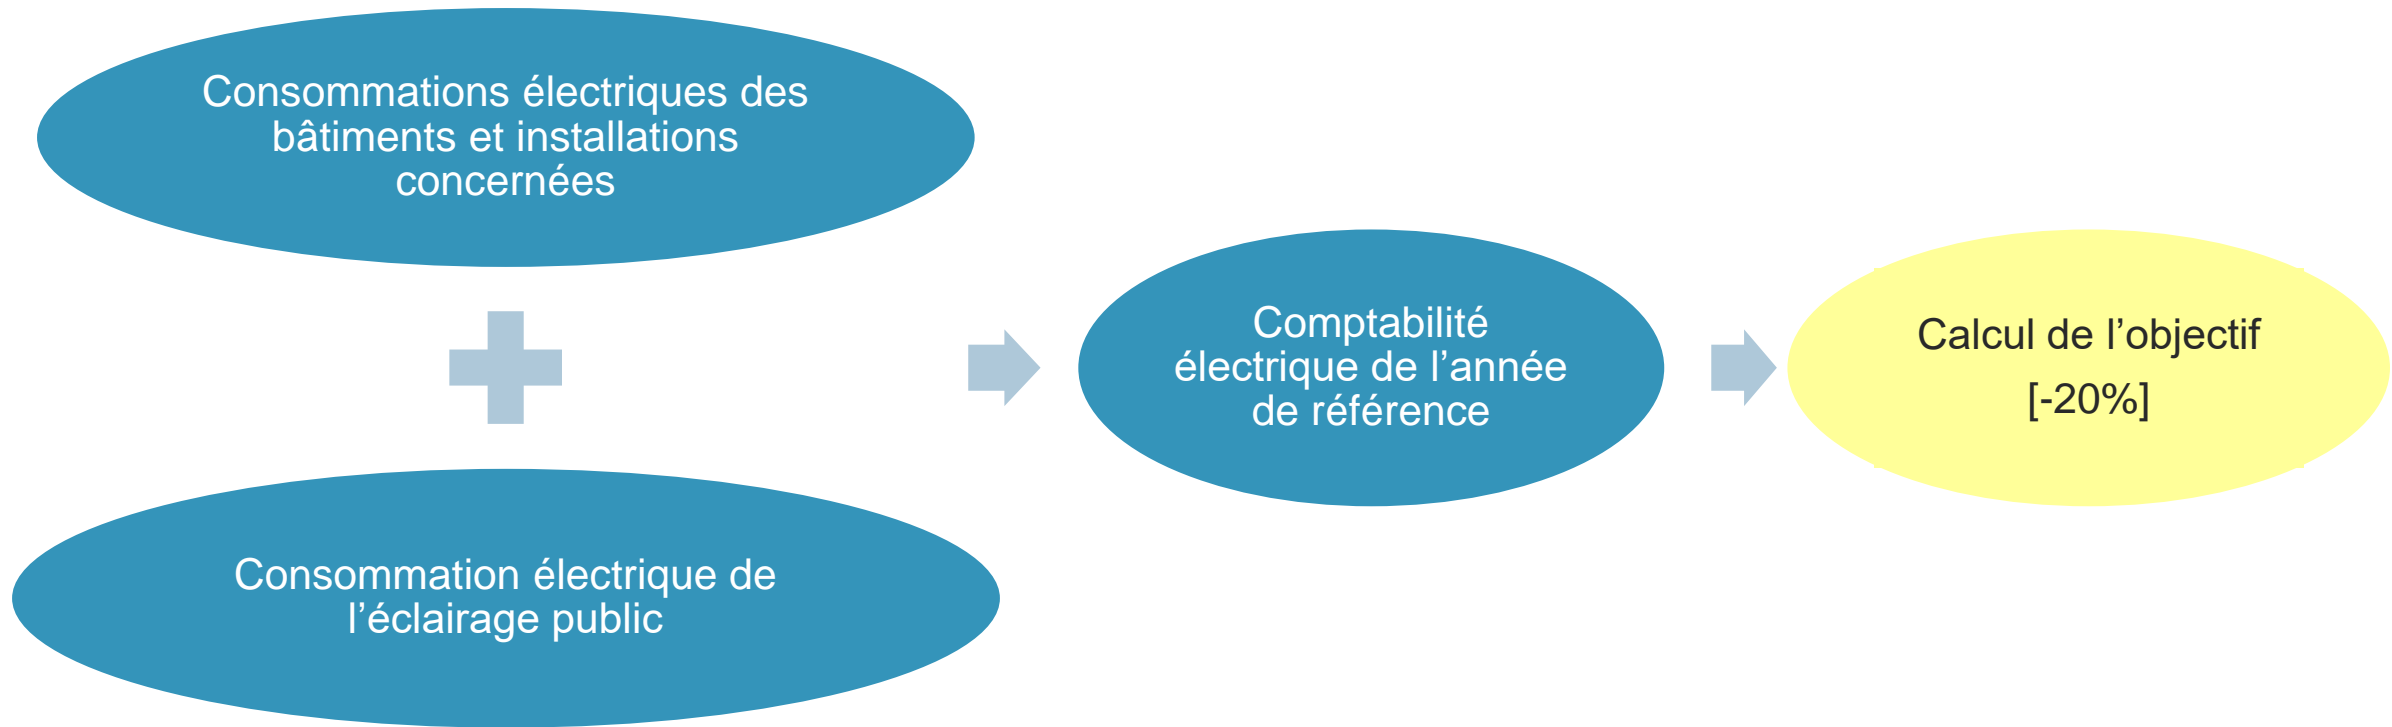 Consommations électriques des
bâtiments et installations
concernées
Consommation électrique de
l’éclairage public
Comptabilité
électrique de l’année
de référence
Calcul de l’objectif
[-20%]